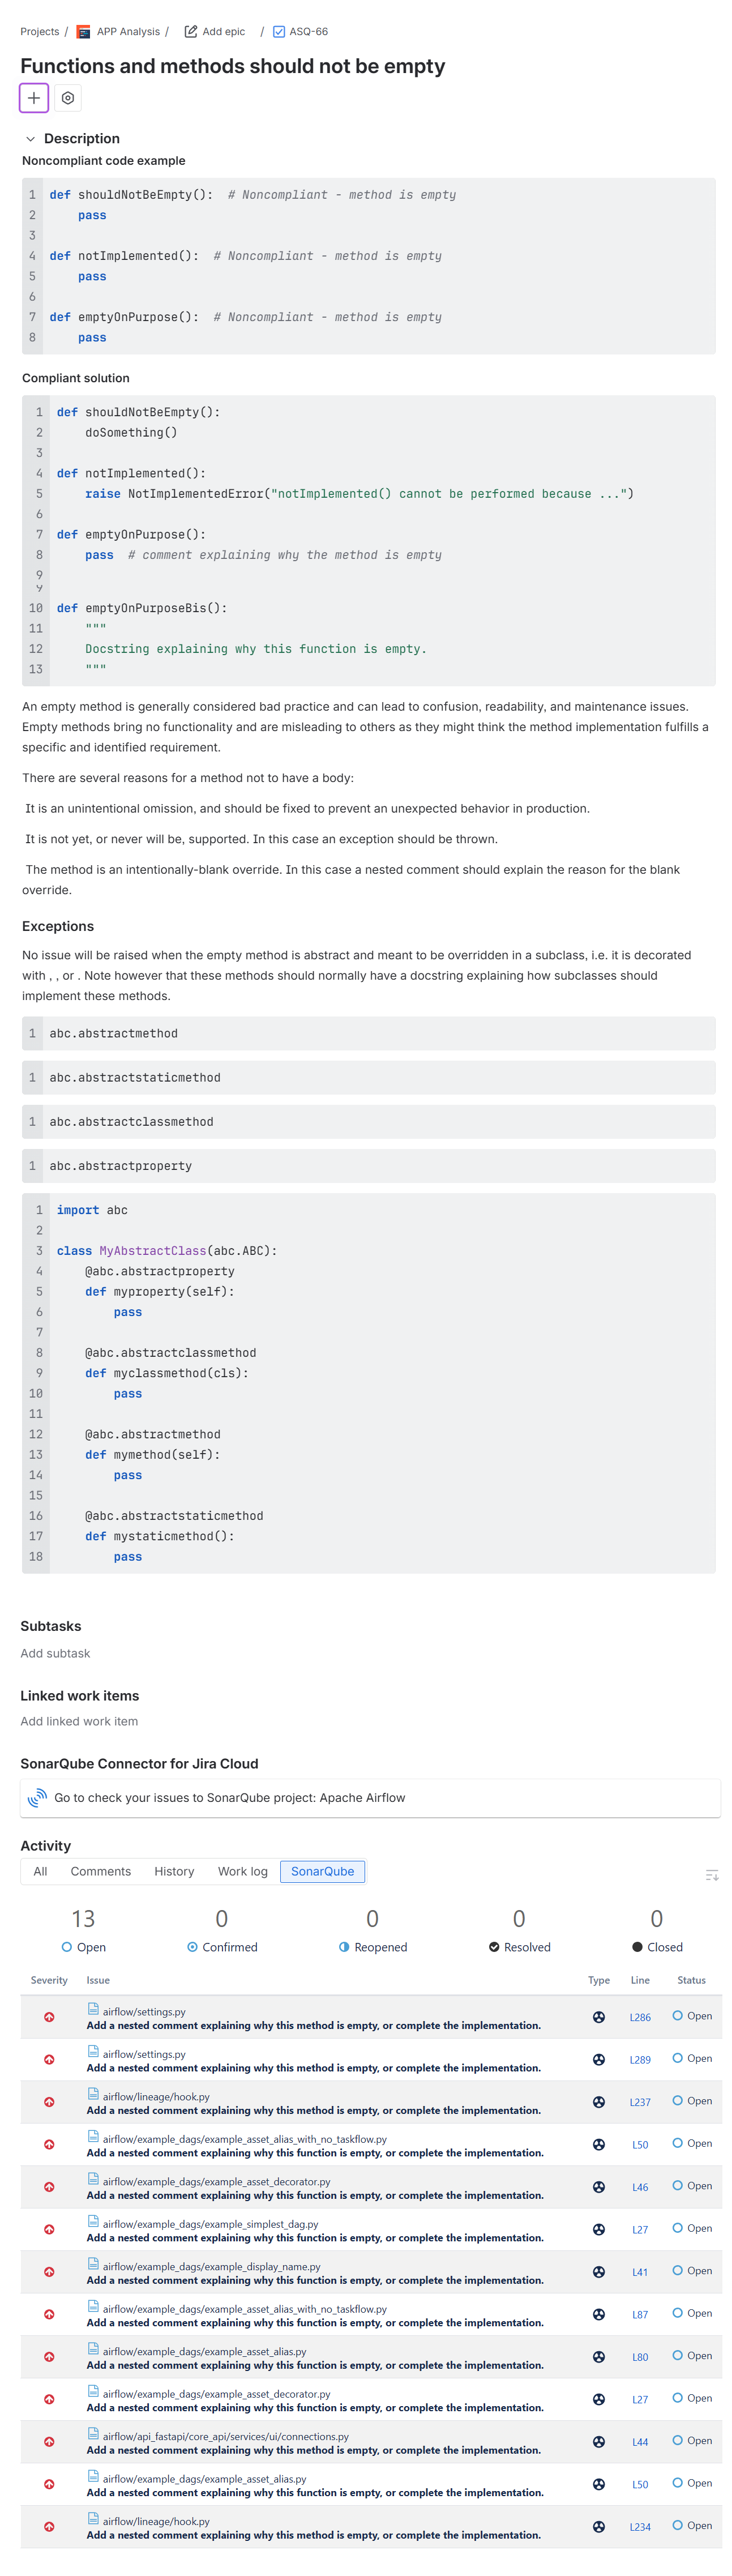 Projects / APP Analysis / Add epic / ASQ-66
Functions and methods should not be empty
Description
Noncompliant code example
1 def shouldNotBeEmpty():  # Noncompliant - method is empty
2     pass
3
4 def notImplemented():  # Noncompliant - method is empty
5     pass
6
7 def emptyOnPurpose():  # Noncompliant - method is empty
8     pass
Compliant solution
1 def shouldNotBeEmpty():
2     doSomething()
3
4 def notImplemented():
5     raise NotImplementedError("notImplemented() cannot be performed because ...")
6
7 def emptyOnPurpose():
8     pass  # comment explaining why the method is empty
9
9
10 def emptyOnPurposeBis():
11     """
12     Docstring explaining why this function is empty.
13     """
An empty method is generally considered bad practice and can lead to confusion, readability, and maintenance issues.
Empty methods bring no functionality and are misleading to others as they might think the method implementation fulfills a
specific and identified requirement.
There are several reasons for a method not to have a body:
It is an unintentional omission, and should be fixed to prevent an unexpected behavior in production.
It is not yet, or never will be, supported. In this case an exception should be thrown.
The method is an intentionally-blank override. In this case a nested comment should explain the reason for the blank
override.
Exceptions
No issue will be raised when the empty method is abstract and meant to be overridden in a subclass, i.e. it is decorated
with , , or . Note however that these methods should normally have a docstring explaining how subclasses should
implement these methods.
1 abc.abstractmethod
1 abc.abstractstaticmethod
1 abc.abstractclassmethod
1 abc.abstractproperty
1 import abc
2
3 class MyAbstractClass(abc.ABC):
4     @abc.abstractproperty
5     def myproperty(self):
6         pass
7
8     @abc.abstractclassmethod
9     def myclassmethod(cls):
10         pass
11
12     @abc.abstractmethod
13     def mymethod(self):
14         pass
15
16     @abc.abstractstaticmethod
17     def mystaticmethod():
18         pass
Subtasks
Add subtask
Linked work items
Add linked work item
SonarQube Connector for Jira Cloud
Go to check your issues to SonarQube project: Apache Airflow
Activity
All Comments History Work log SonarQube
13 0 0 0 0
Open Confirmed Reopened Resolved Closed
Severity Issue Type Line Status
airflow/settings.py
Add a nested comment explaining why this method is empty, or complete the implementation. L286 Open
airflow/settings.py
Add a nested comment explaining why this method is empty, or complete the implementation. L289 Open
airflow/lineage/hook.py
Add a nested comment explaining why this method is empty, or complete the implementation. L237 Open
airflow/example_dags/example_asset_alias_with_no_taskflow.py
Add a nested comment explaining why this function is empty, or complete the implementation. L50 Open
airflow/example_dags/example_asset_decorator.py
Add a nested comment explaining why this function is empty, or complete the implementation. L46 Open
airflow/example_dags/example_simplest_dag.py
Add a nested comment explaining why this function is empty, or complete the implementation. L27 Open
airflow/example_dags/example_display_name.py
Add a nested comment explaining why this function is empty, or complete the implementation. L41 Open
airflow/example_dags/example_asset_alias_with_no_taskflow.py
Add a nested comment explaining why this function is empty, or complete the implementation. L87 Open
airflow/example_dags/example_asset_alias.py
Add a nested comment explaining why this function is empty, or complete the implementation. L80 Open
airflow/example_dags/example_asset_decorator.py
Add a nested comment explaining why this function is empty, or complete the implementation. L27 Open
airflow/api_fastapi/core_api/services/ui/connections.py
Add a nested comment explaining why this method is empty, or complete the implementation. L44 Open
airflow/example_dags/example_asset_alias.py
Add a nested comment explaining why this function is empty, or complete the implementation. L50 Open
airflow/lineage/hook.py
Add a nested comment explaining why this method is empty, or complete the implementation. L234 Open